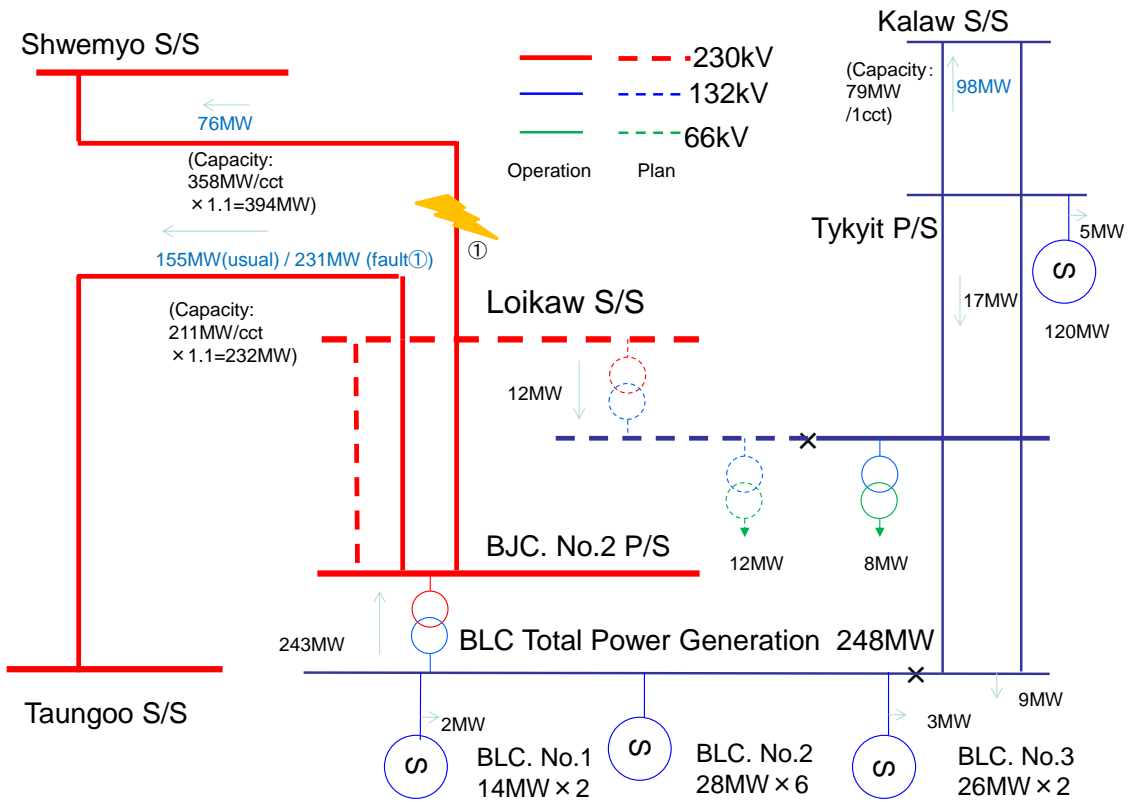 Shwemyo S/S
Kalaw S/S
230kV
132kV
66kV
Operation
Plan
(Capacity:
79MW
/1cct)
98MW
76MW
(Capacity:
358MW/cct
×1.1=394MW)
①
155MW(usual) / 231MW (fault①)
(Capacity:
211MW/cct
×1.1=232MW)
Tykyit P/S
5MW
S
120MW
17MW
Loikaw S/S
12MW
12MW
8MW
BJC. No.2 P/S
243MW
BLC Total Power Generation 248MW
Taungoo S/S
2MW
3MW
9MW
S
S
S
BLC. No.1
14MW×2
BLC. No.2
28MW×6
BLC. No.3
26MW×2